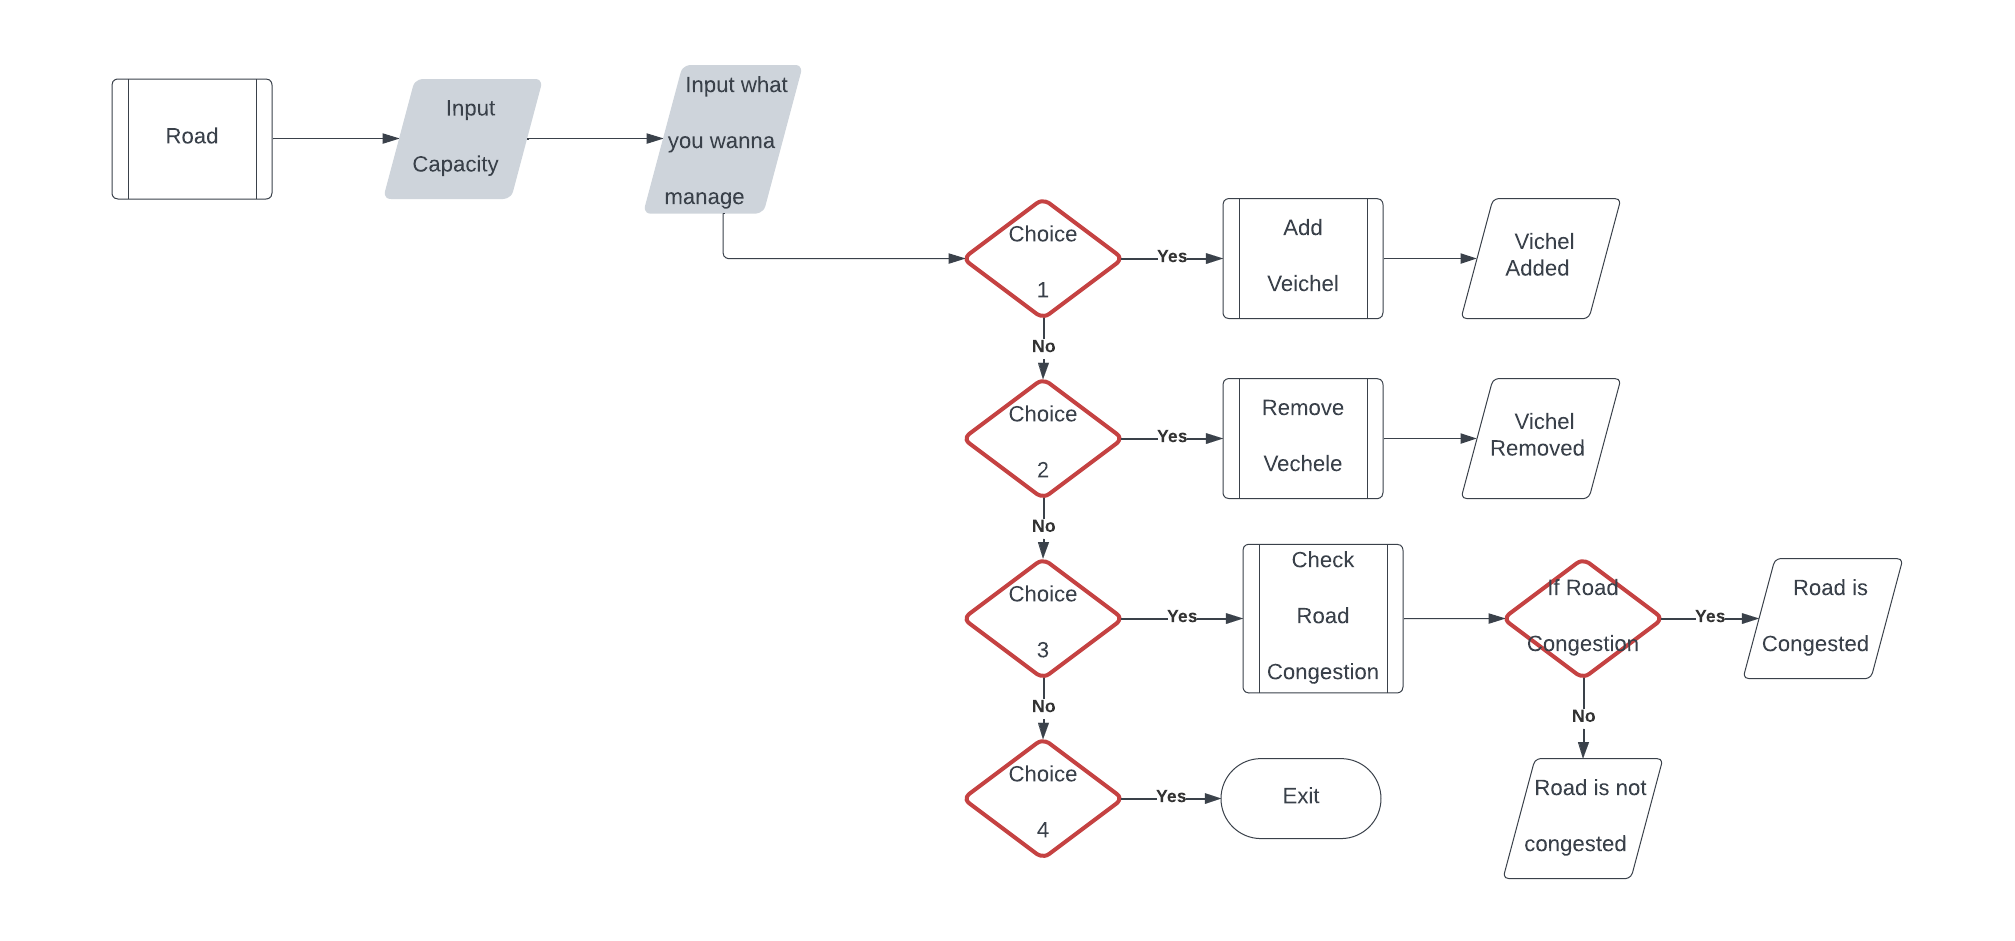 Road
Input
Capacity
Input what
you wanna
manage
Choice
1
Yes
Add
Veichel
Vichel
Added
No
Choice
2
Yes
Remove
Vechele
Vichel
Removed
No
Choice
3
Yes
Check
Road
Congestion
If Road
Congestion
Yes
Road is
Congested
No
No
Choice
4
Yes
Exit
Road is not
congested